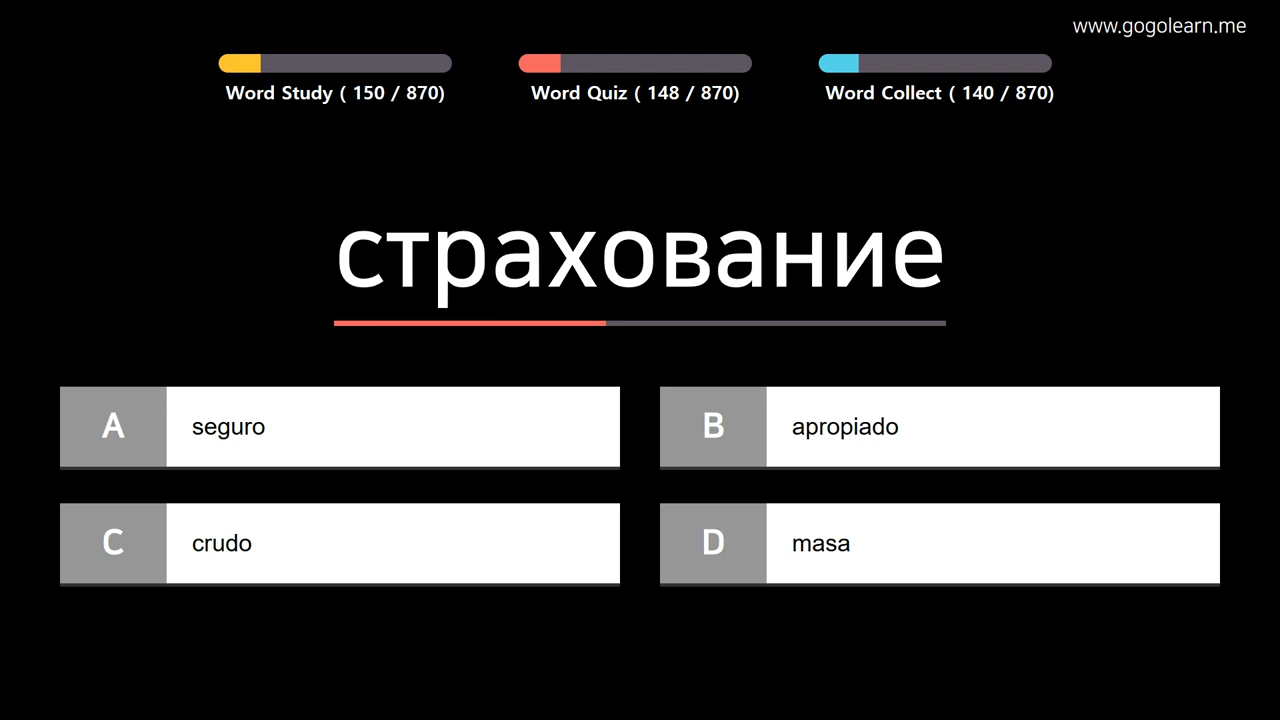 www.gogolearn.me
Word Study ( 150 / 870)
Word Quiz ( 148 / 870)
Word Collect ( 140 / 870)
страхование
A seguro
B apropiado
C crudo
D masa